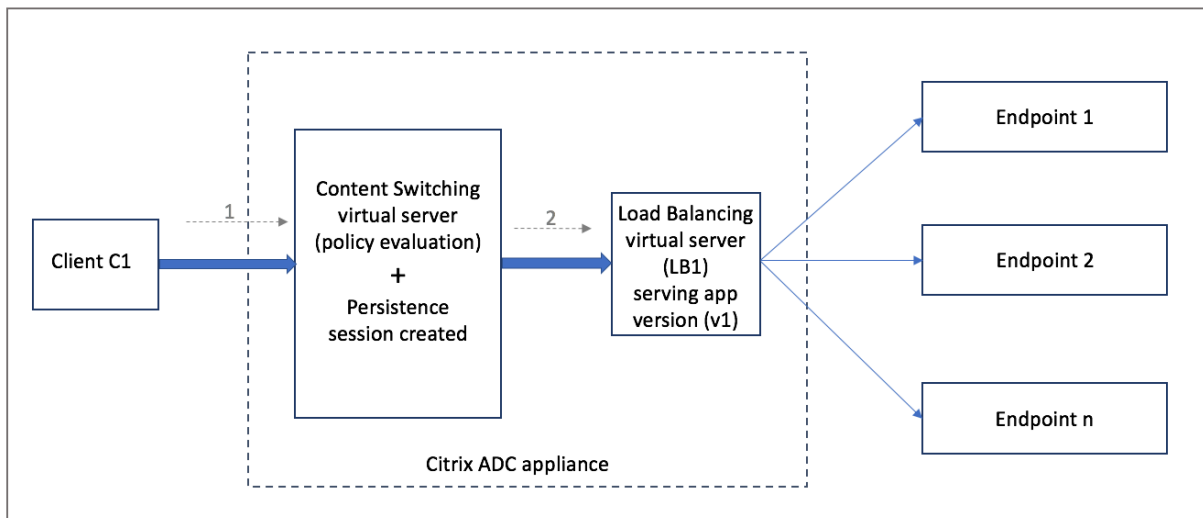 Client C1
1
Content Switching
virtual server
(policy evaluation)
+
Persistence
session created
2
Load Balancing
virtual server
(LB1)
serving app
version (v1)
Endpoint 1
Endpoint 2
Endpoint n
Citrix ADC appliance